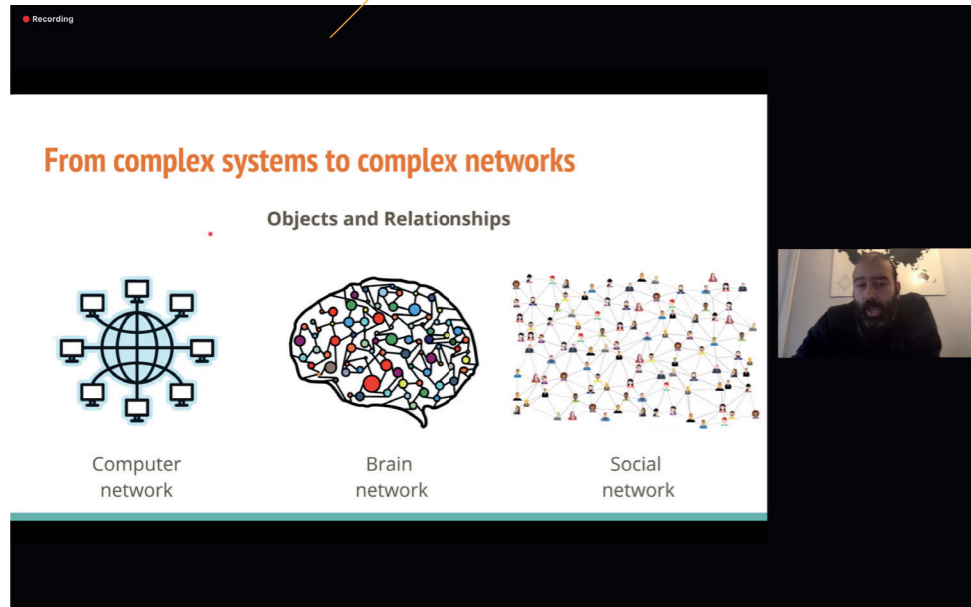 Recording
From complex systems to complex networks
Objects and Relationships
Computer
network
Brain
network
Social
network